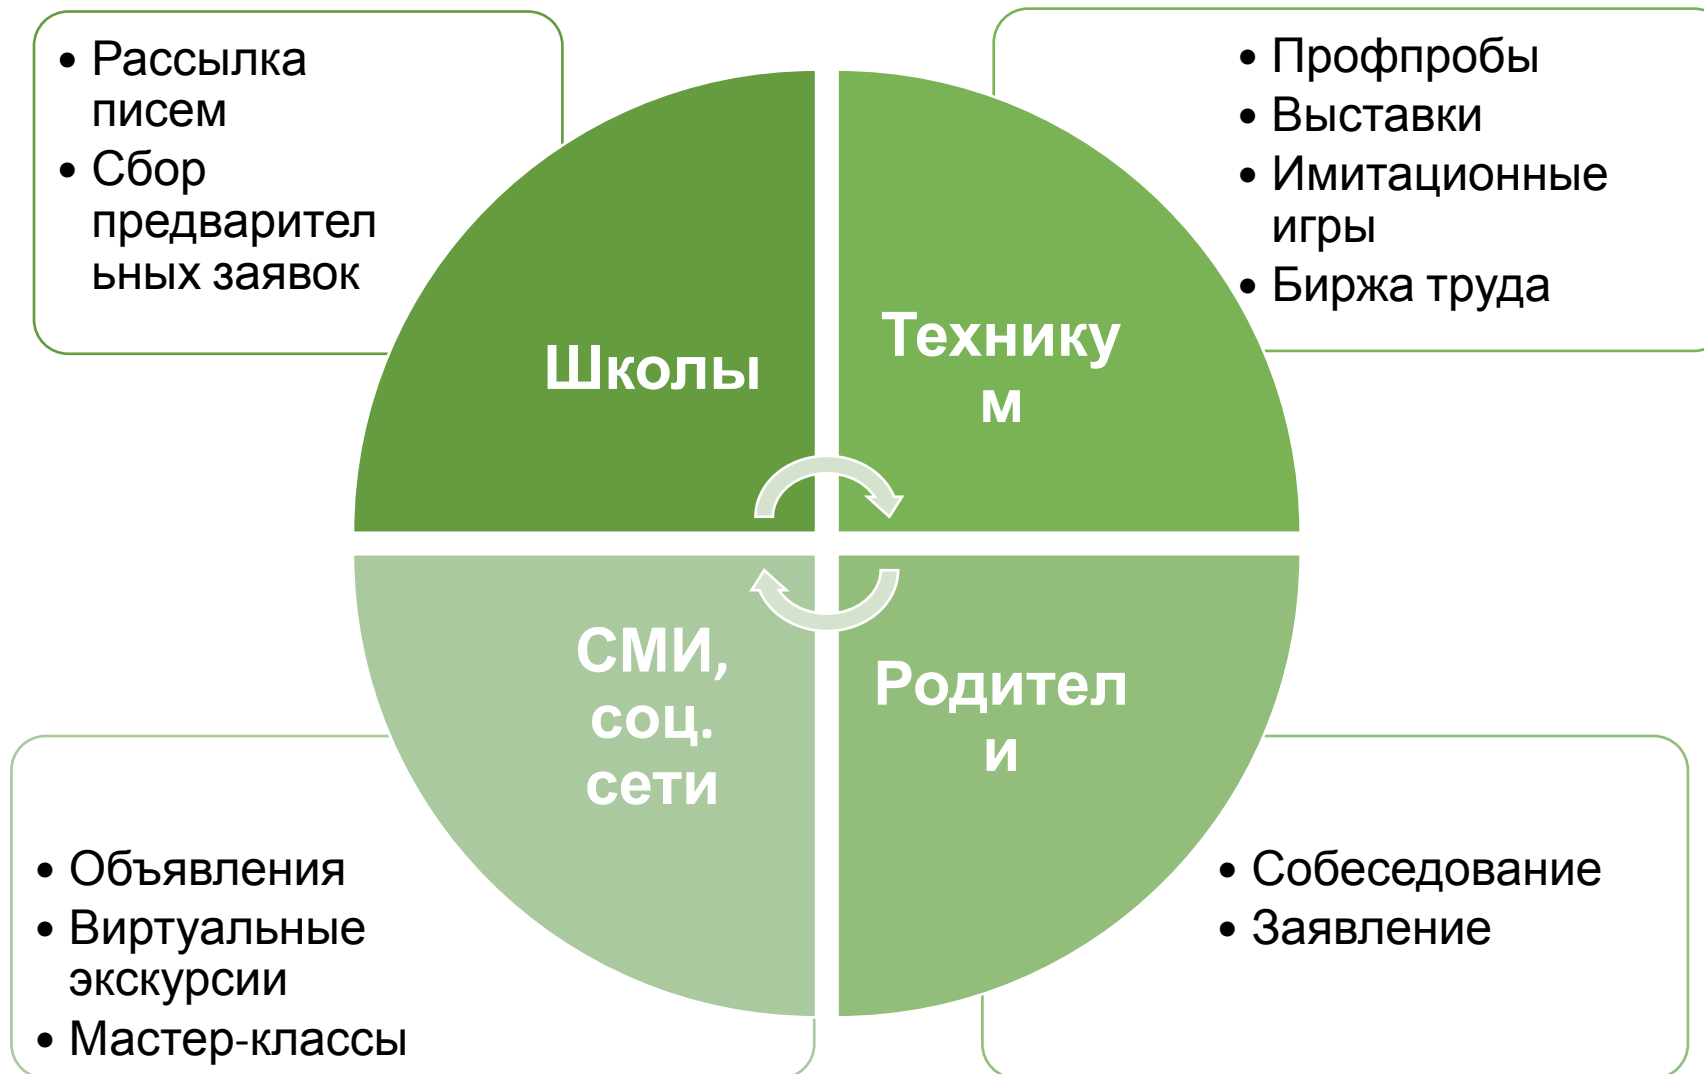 • Рассылка
писем
• Сбор
предварител
ьных заявок
• Профпробы
• Выставки
• Имитационные
игры
• Биржа труда
Школы
Технику
м
СМИ,
соц.
сети
Родител
и
• Объявления
• Виртуальные
экскурсии
• Мастер-классы
• Собеседование
• Заявление